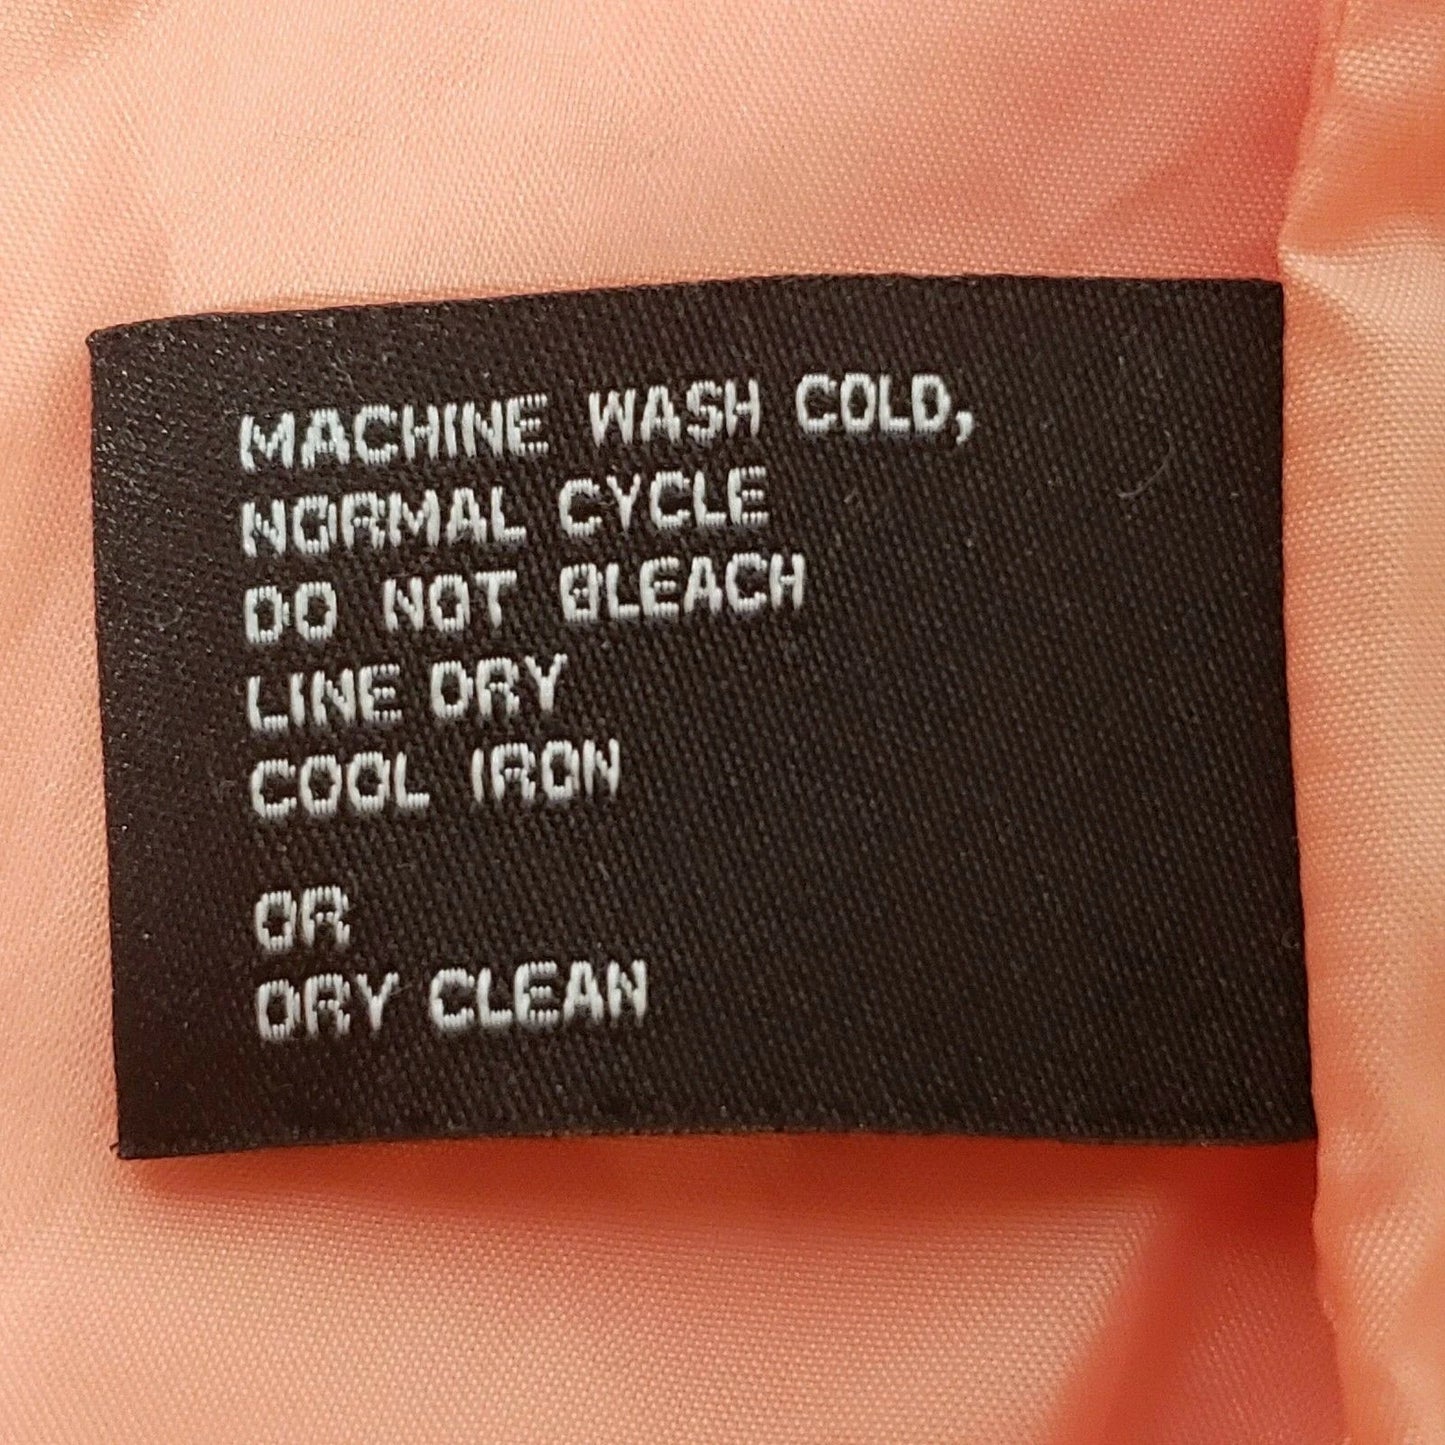 MACHINE WASH COLD,
NORMAL CYCLE
DO NOT BLEACH
LINE DRY
COOL IRON
OR
DRY CLEAN